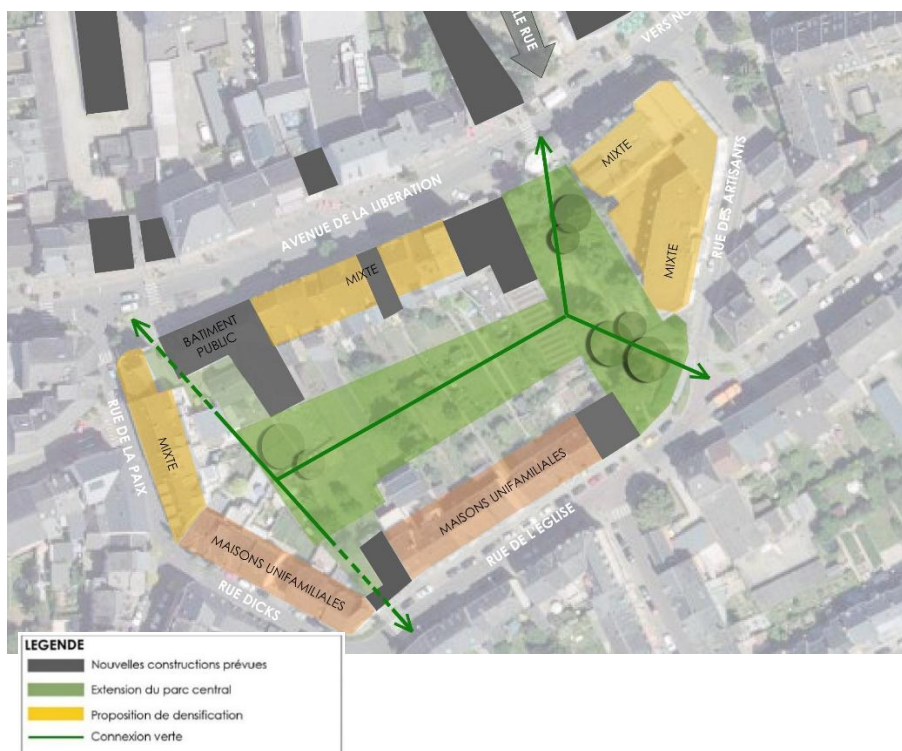 LLE RUE
VERS NO
MIXTE
RUE DES ARTISANTS
AVENUE DE LA LIBERATION
MIXTE
MIXTE
BATIMENT
PUBLIC
RUE DE LA PAIX
MIXTE
MAISONS UNIFAMILIALES
RUE DE L'ÉGLISE
MAISONS UNIFAMILIALES
RUE DICKS
LEGENDE
Nouvelles constructions prévues
Extension du parc central
Proposition de densification
Connexion verte